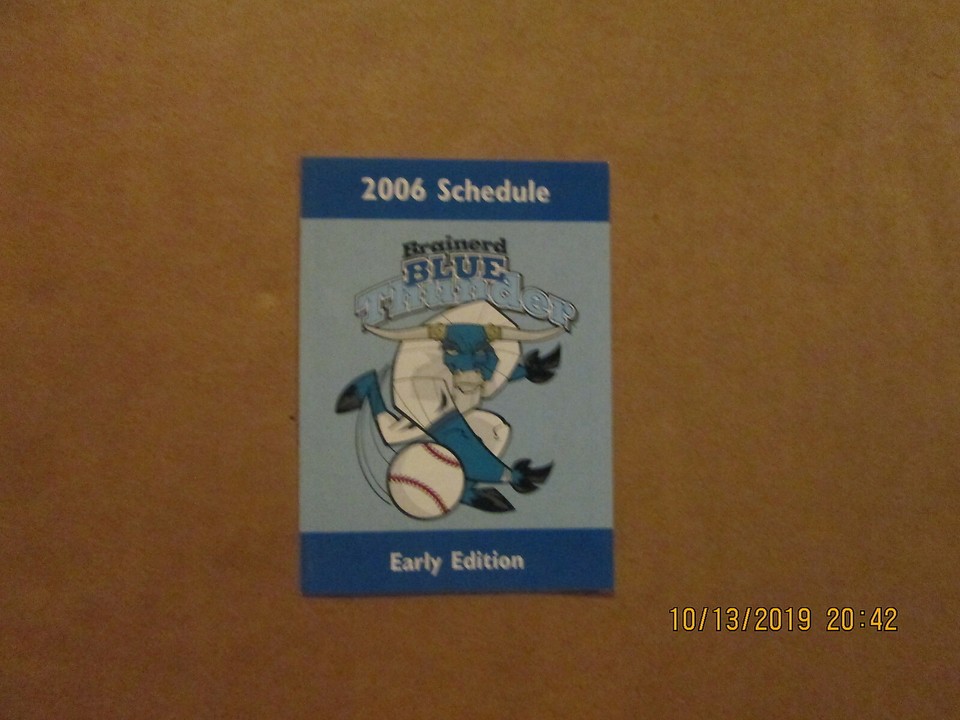 2006 Schedule
Brainerd
BLUE
Thunder
Early Edition
10/13/2019 20:42